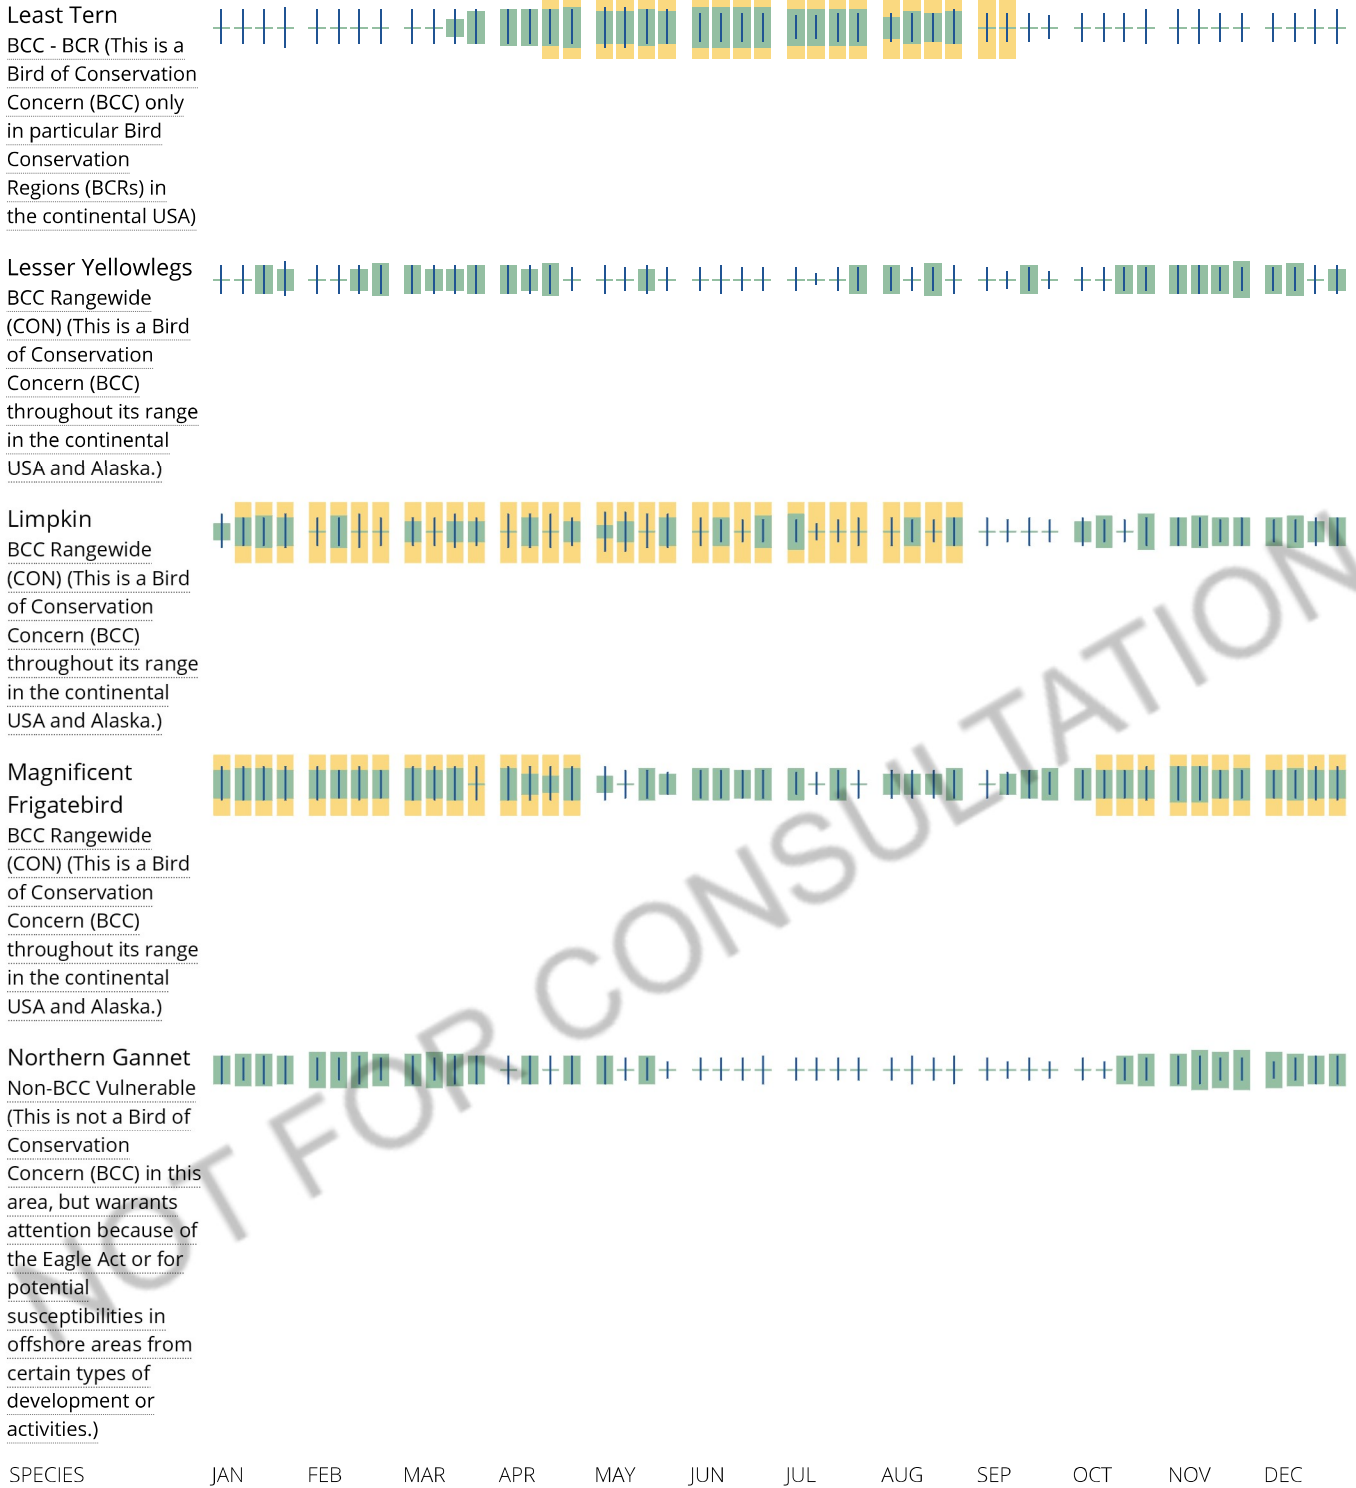 Least Tern
BCC - BCR (This is a
Bird of Conservation
Concern (BCC) only
in particular Bird
Conservation
Regions (BCRs) in
the continental USA)
Lesser Yellowlegs
BCC Rangewide
(CON) (This is a Bird
of Conservation
Concern (BCC)
throughout its range
in the continental
USA and Alaska.)
Limpkin
BCC Rangewide
(CON) (This is a Bird
of Conservation
Concern (BCC)
throughout its range
in the continental
USA and Alaska.)
Magnificent
Frigatebird
BCC Rangewide
(CON) (This is a Bird
of Conservation
Concern (BCC)
throughout its range
in the continental
USA and Alaska.)
Northern Gannet
Non-BCC Vulnerable
(This is not a Bird of
Conservation
Concern (BCC) in this
area, but warrants
attention because of
the Eagle Act or for
potential
susceptibilities in
offshore areas from
certain types of
development or
activities.)
SPECIES JAN FEB MAR APR MAY JUN JUL AUG SEP OCT NOV DEC
NOT FOR CONSULTATION